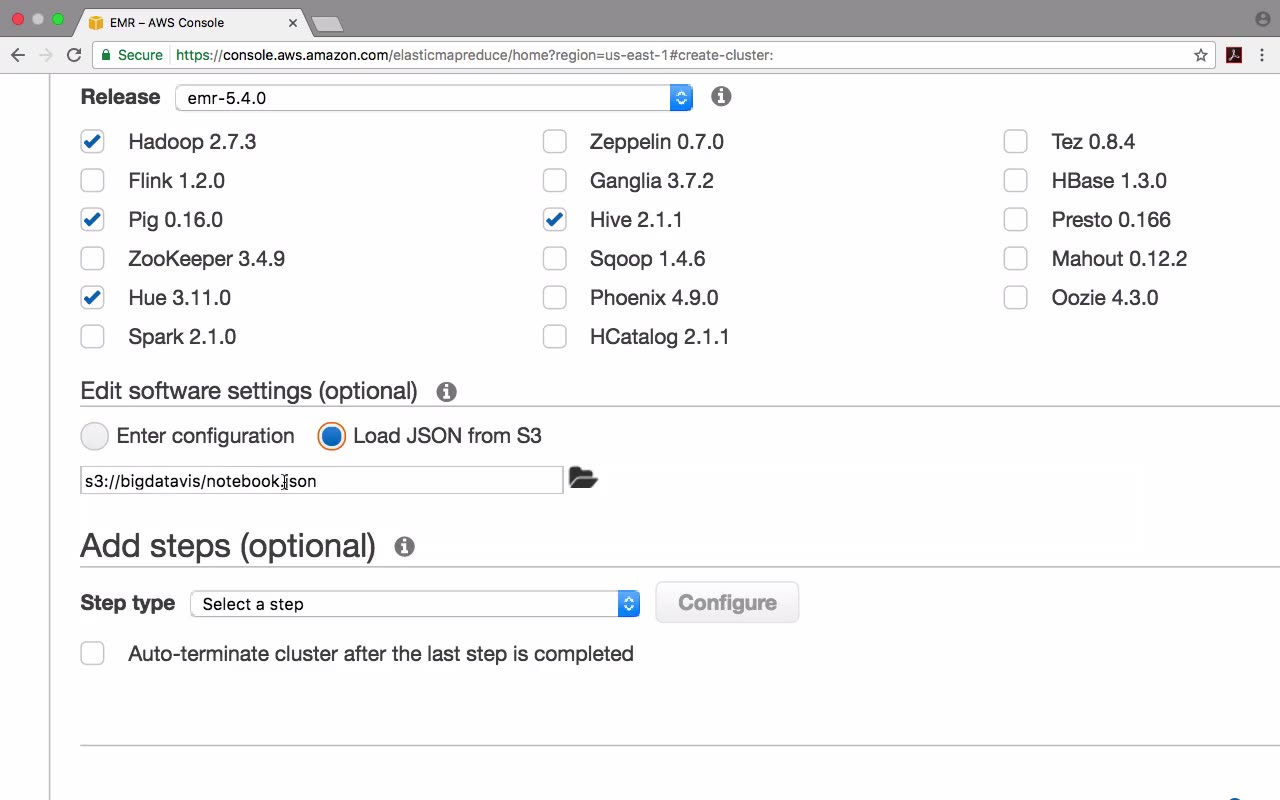 EMR – AWS Console
Secure https://console.aws.amazon.com/elasticmapreduce/home?region=us-east-1#create-cluster:
Release emr-5.4.0
Hadoop 2.7.3 Zeppelin 0.7.0 Tez 0.8.4
Flink 1.2.0 Ganglia 3.7.2 HBase 1.3.0
Pig 0.16.0 Hive 2.1.1 Presto 0.166
ZooKeeper 3.4.9 Sqoop 1.4.6 Mahout 0.12.2
Hue 3.11.0 Phoenix 4.9.0 Oozie 4.3.0
Spark 2.1.0 HCatalog 2.1.1
Edit software settings (optional)
Enter configuration Load JSON from S3
s3://bigdatavis/notebook.json
Add steps (optional)
Step type Select a step Configure
Auto-terminate cluster after the last step is completed